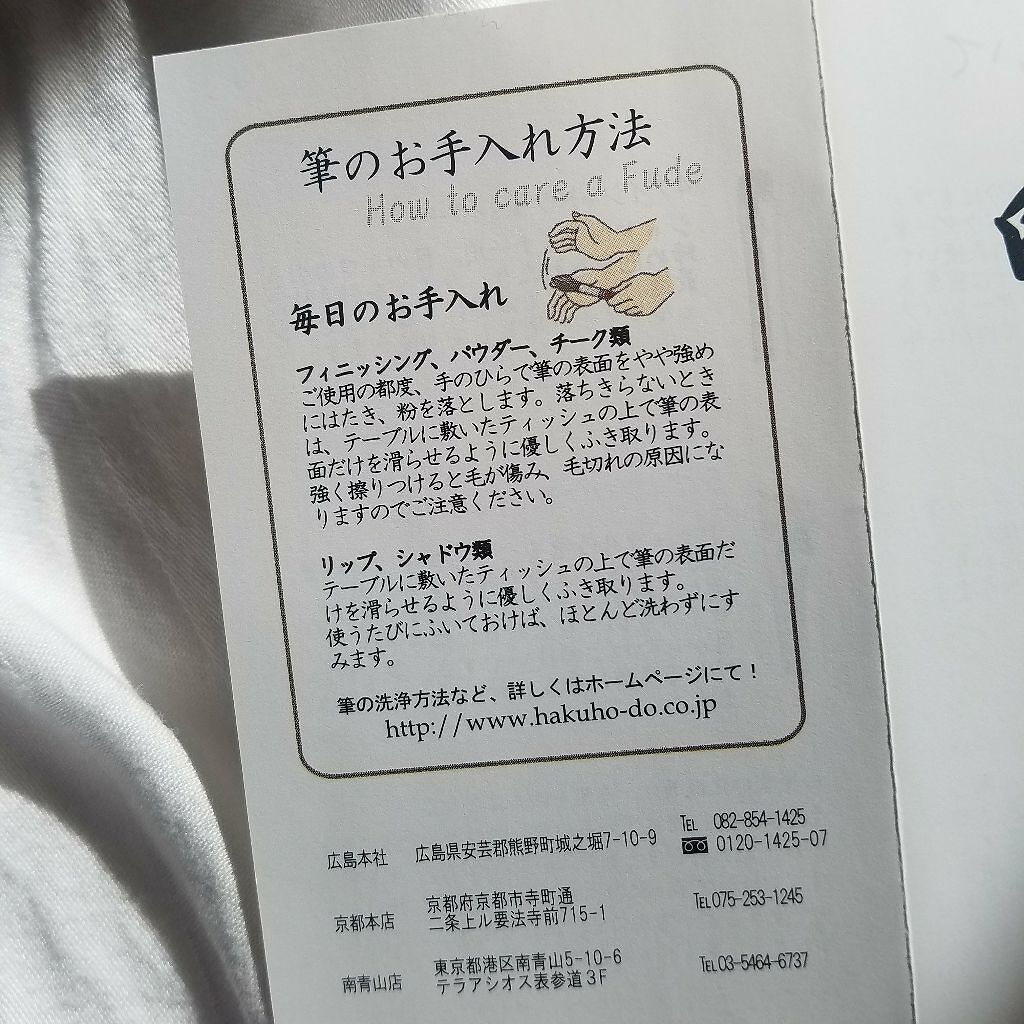 筆のお手入れ方法
How to care a Fude
毎日のお手入れ
フィニッシング、パウダー、チーク類
ご使用の都度、手のひらで筆の表面をやや強め
にはたき、粉を落とします。落ちきらないとき
は、テーブルに敷いたティッシュの上で筆の表
面だけを滑らせるように優しくふき取ります。
強く擦りつけると毛が傷み、毛切れの原因にな
りますのでご注意ください。
リップ、シャドウ類
テーブルに敷いたティッシュの上で筆の表面だ
けを滑らせるように優しくふき取ります。
使うたびにふいておけば、ほとんど洗わずにす
みます。
筆の洗浄方法など、詳しくはホームページにて！
http://www.hakuho-do.co.jp
広島本社 広島県安芸郡熊野町城之堀7-10-9 TEL 082-854-1425
0120-1425-07
京都本店 京都府京都市寺町通 TEL075-253-1245
二条上ル要法寺前715-1
南青山店 東京都港区南青山5-10-6 TEL03-5464-6737
テラアシオス表参道３F